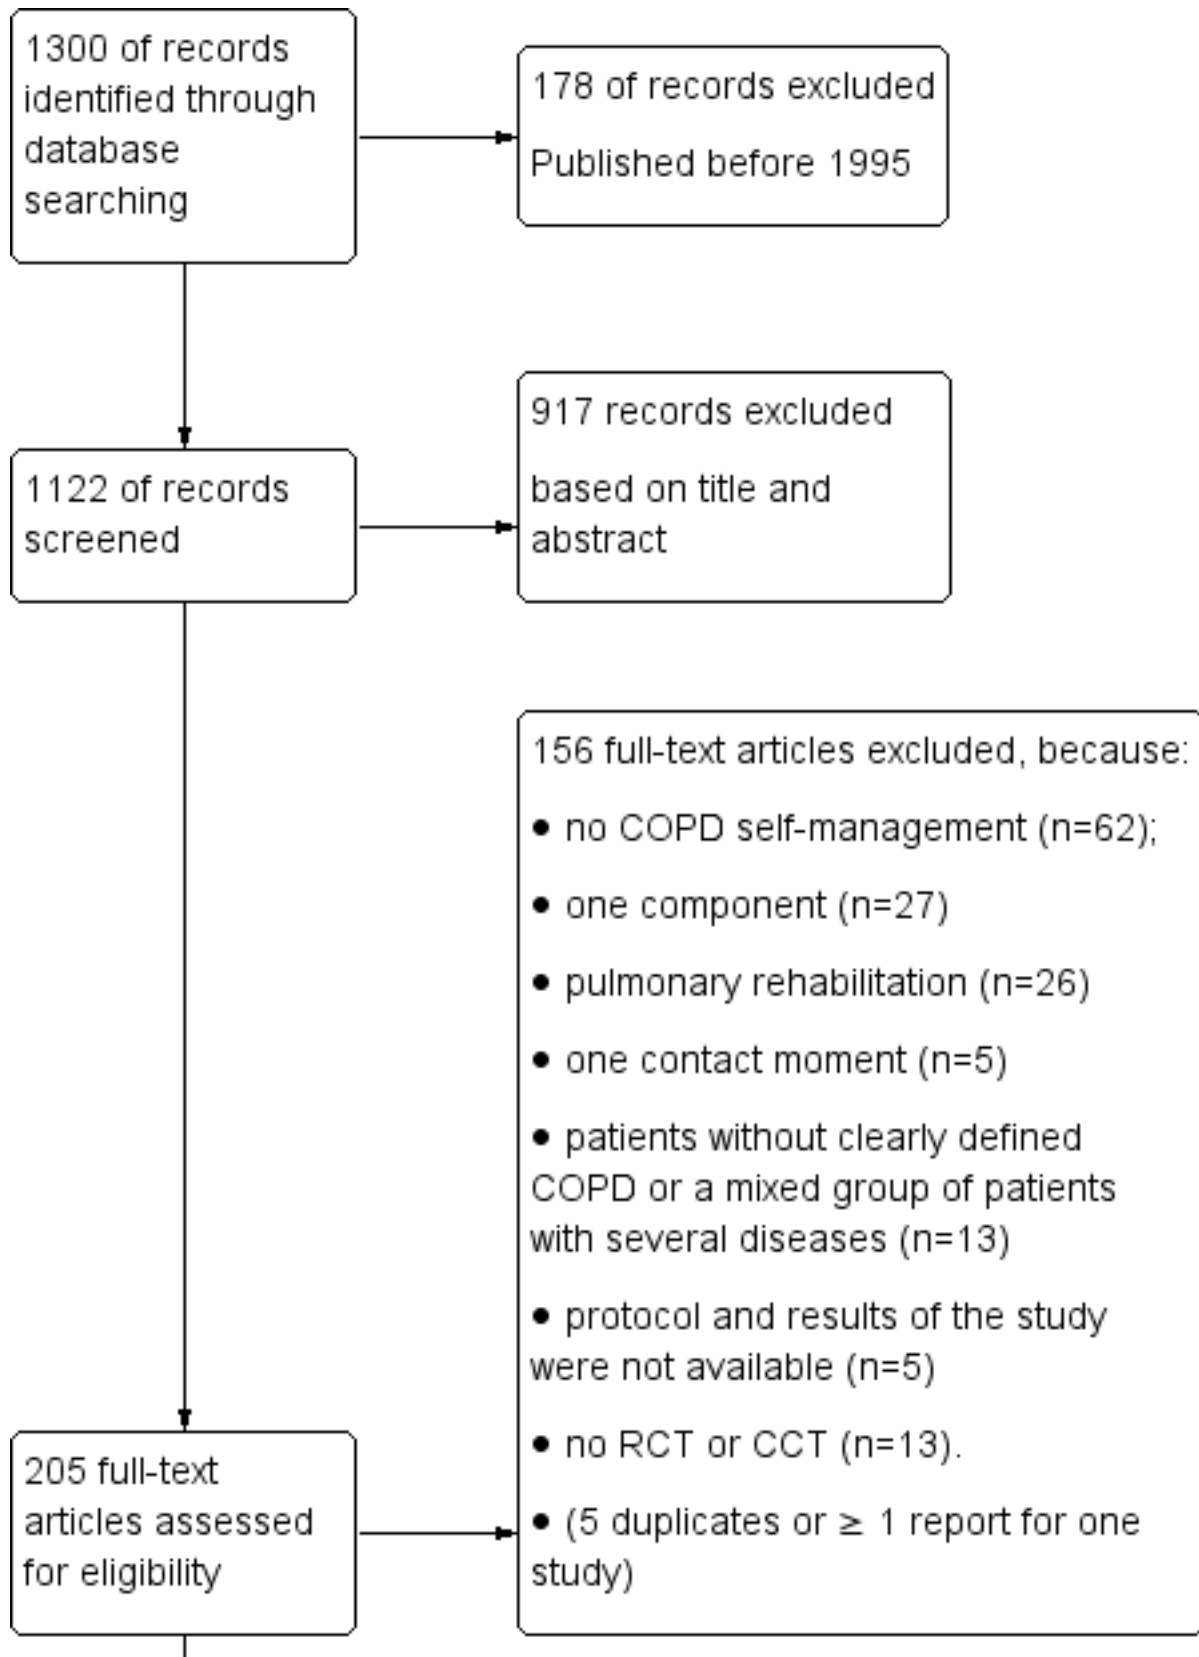 1300 of records
identified through
database
searching
178 of records excluded
Published before 1995
1122 of records
screened
917 records excluded
based on title and
abstract
205 full-text
articles assessed
for eligibility
156 full-text articles excluded, because:
● no COPD self-management (n=62);
● one component (n=27)
● pulmonary rehabilitation (n=26)
● one contact moment (n=5)
● patients without clearly defined
COPD or a mixed group of patients
with several diseases (n=13)
● protocol and results of the study
were not available (n=5)
● no RCT or CCT (n=13).
● (5 duplicates or ≥ 1 report for one
study)